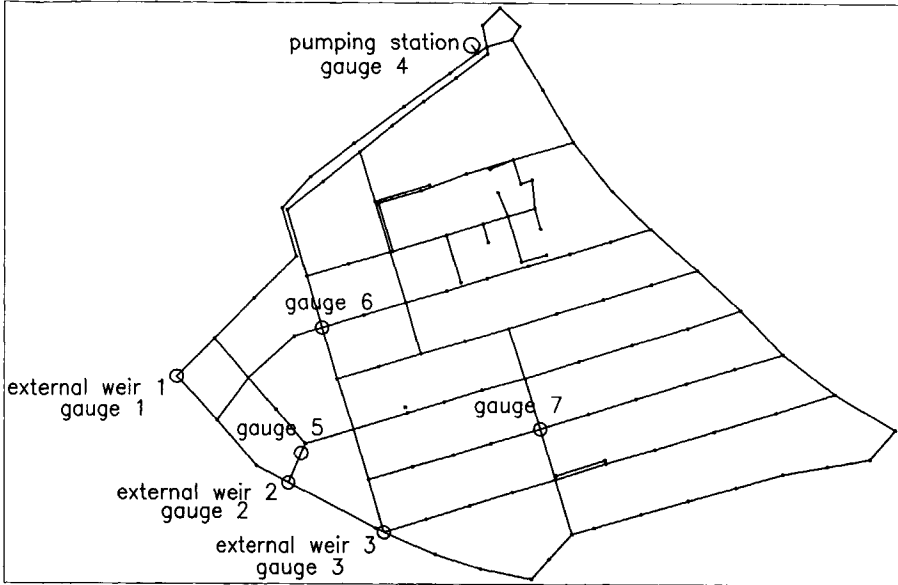 pumping station
gauge 4
gauge 6
external weir 1
gauge 1
gauge 7
gauge 5
external weir 2
gauge 2
external weir 3
gauge 3